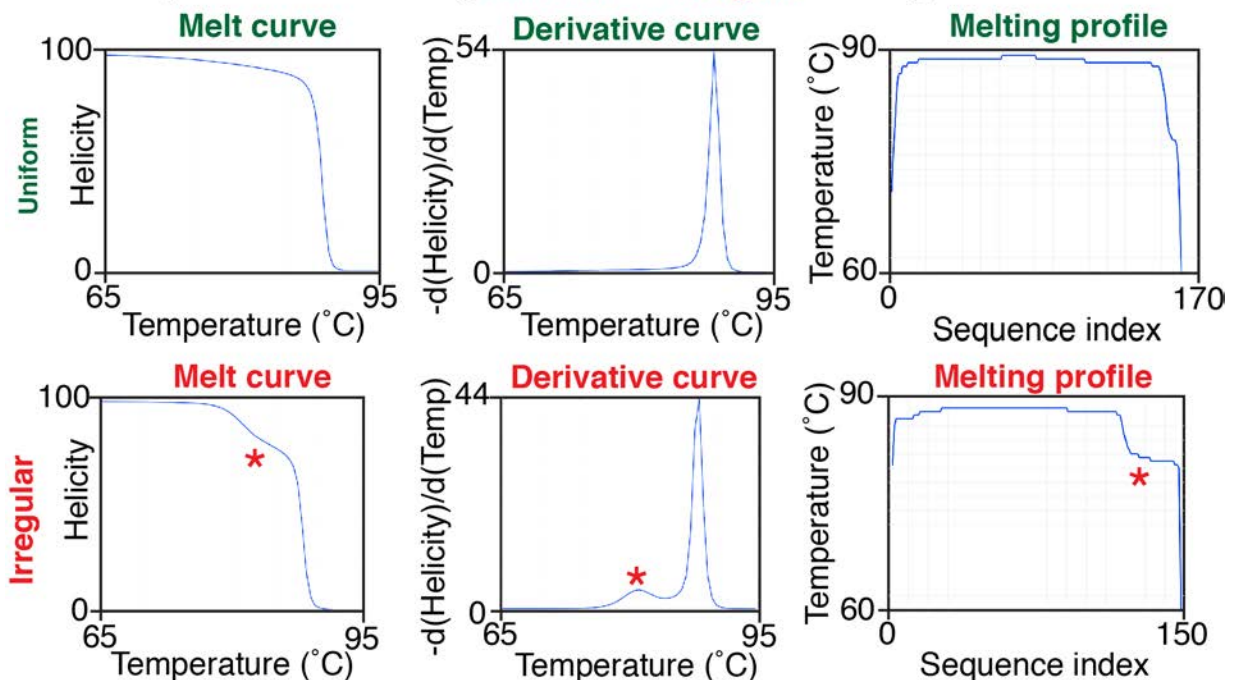 Melt curve
Derivative curve
Melting profile
Uniform
100
Helicity
0
65
95
Temperature (˚C)
54
-d(Helicity)/d(Temp)
0
65
95
Temperature (˚C)
90
Temperature (˚C)
60
0
170
Sequence index
Melt curve
Derivative curve
Melting profile
Irregular
100
Helicity
0
*
65
95
Temperature (˚C)
44
-d(Helicity)/d(Temp)
0
*
65
95
Temperature (˚C)
90
Temperature (˚C)
60
*
0
150
Sequence index